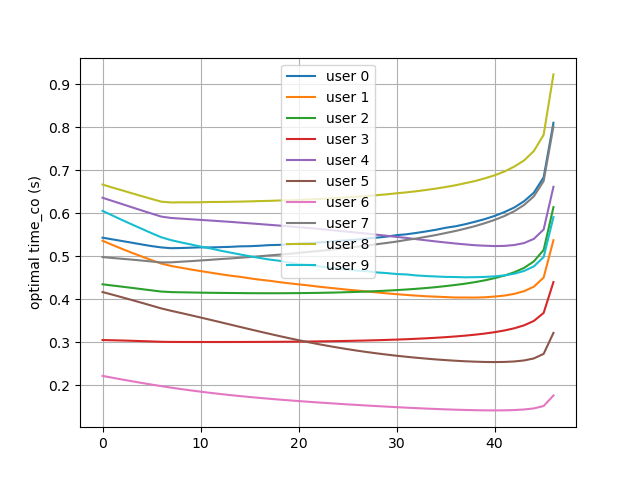 0.9
0.8
0.7
0.6
0.5
0.4
0.3
0.2
optimal time_co (s)
user 0
user 1
user 2
user 3
user 4
user 5
user 6
user 7
user 8
user 9
0 10 20 30 40